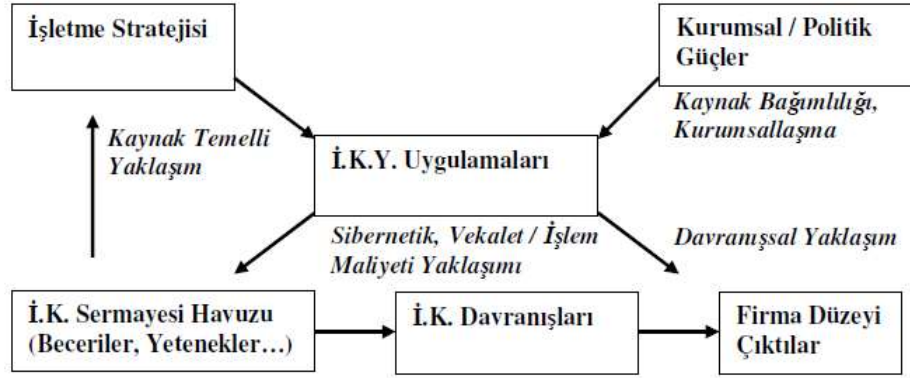 İşletme Stratejisi
Kurumsal / Politik
Güçler
Kaynak Temelli
Yaklaşım
Kaynak Bağımlılığı,
Kurumsallaşma
İ.K.Y. Uygulamaları
Sibernetik, Vekalet / İşlem
Maliyeti Yaklaşımı
Davranışsal Yaklaşım
İ.K. Sermayesi Havuzu
(Beceriler, Yetenekler…)
İ.K. Davranışları
Firma Düzeyi
Çıktılar